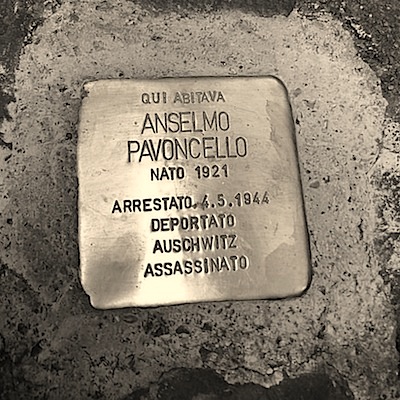 QUI ABITAVA
ANSELMO
PAVONCELLO
NATO 1921
ARRESTATO 4.5.1944
DEPORTATO
AUSCHWITZ
ASSASSINATO